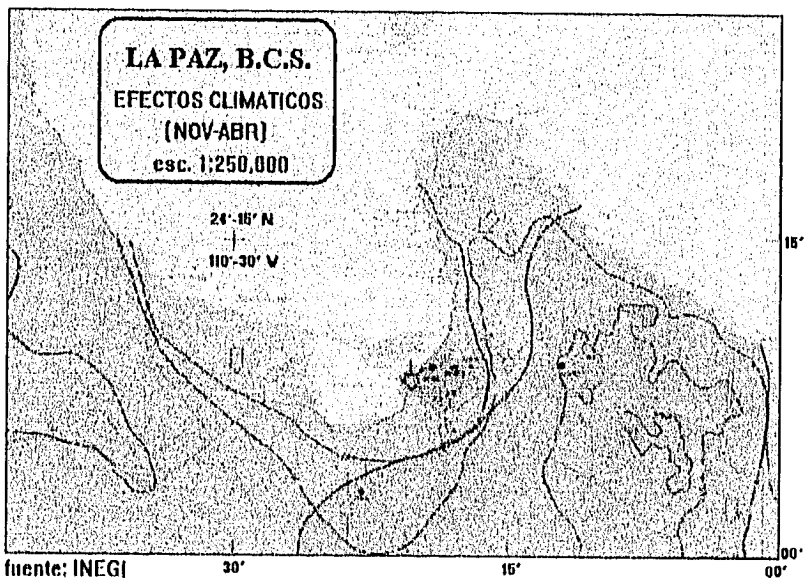 LA PAZ, B.C.S.
EFECTOS CLIMATICOS
(NOV-ABR)
esc. 1:250,000
24°-15' N
110°-30' W
15'
00'
fuente: INEGI
30'
15'
00'